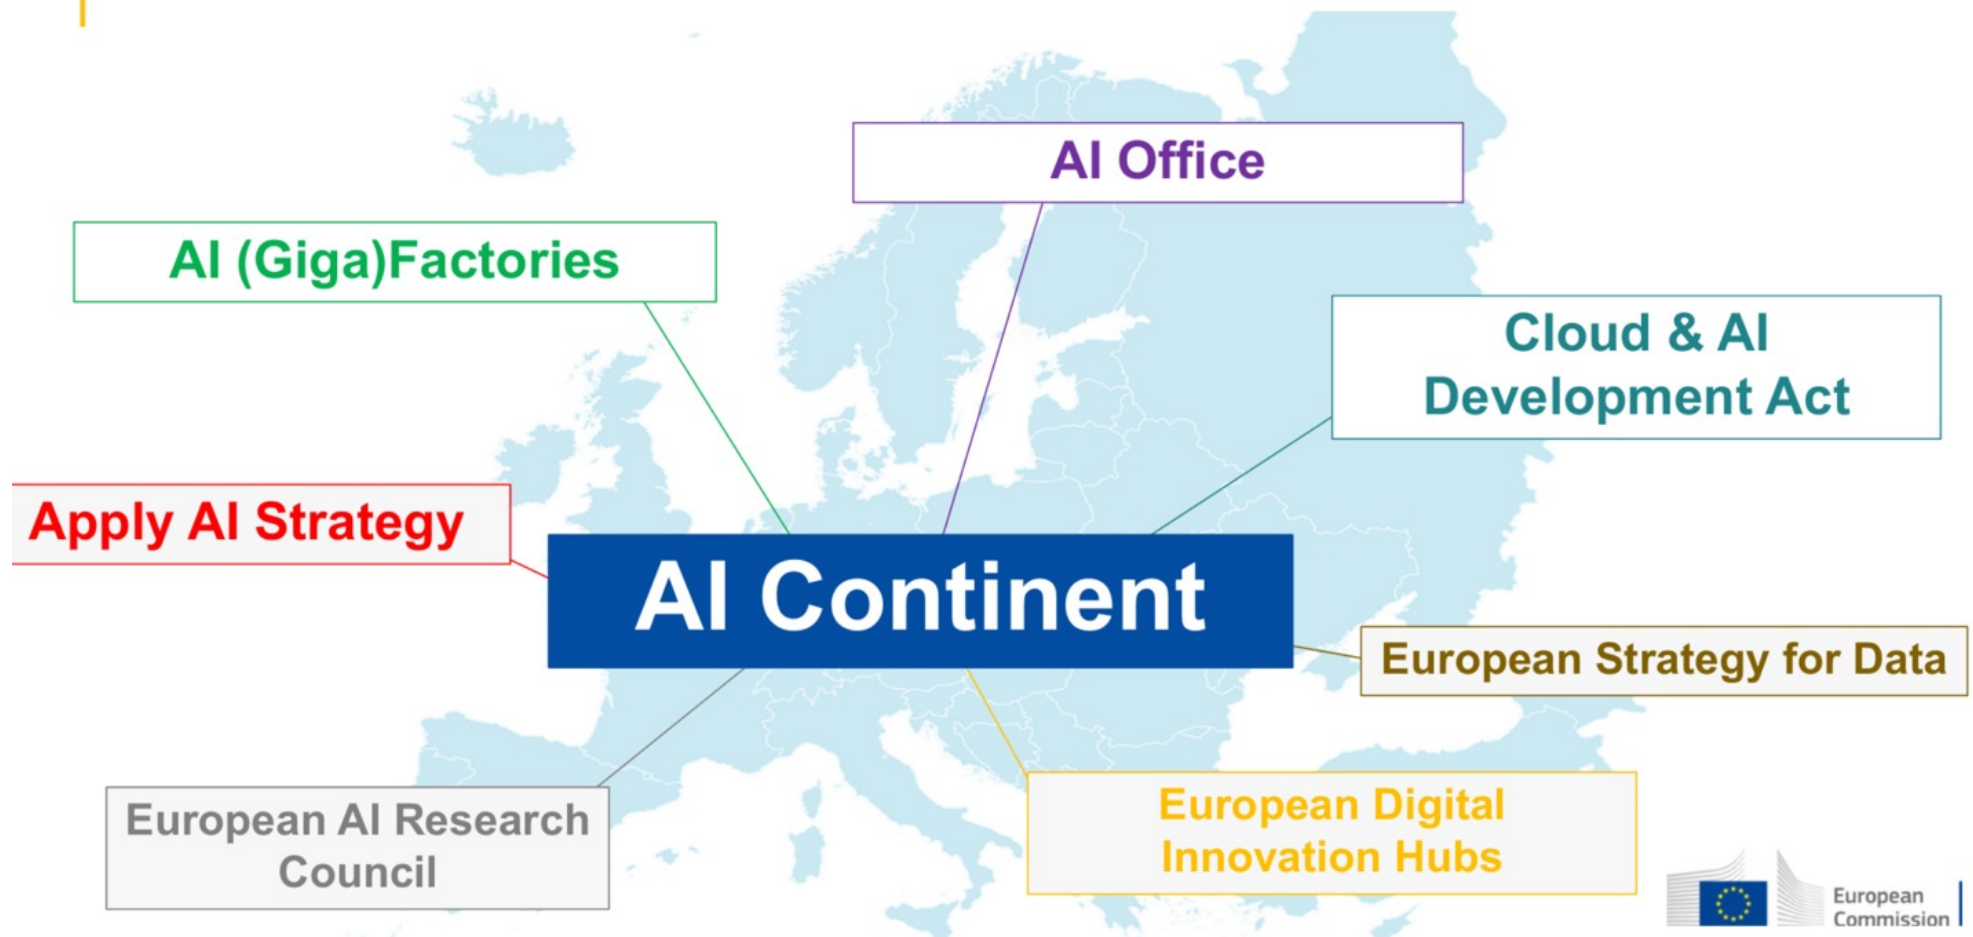 AI Office
AI (Giga)Factories
Cloud & AI
Development Act
Apply AI Strategy
AI Continent
European Strategy for Data
European AI Research
Council
European Digital
Innovation Hubs
European
Commission